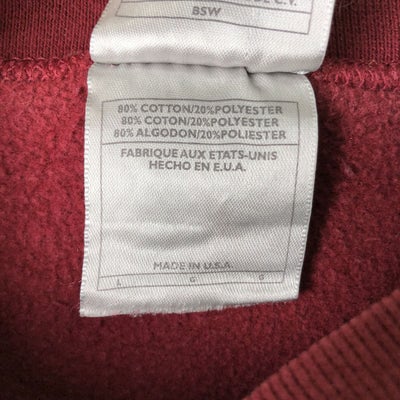 DE C.V.
BSW
80% COTTON/20%POLYESTER
80% COTON/20%POLYESTER
80% ALGODON/20%POLIESTER
FABRIQUE AUX ETATS-UNIS
HECHO EN E.U.A.
MADE IN U.S.A.
L G G